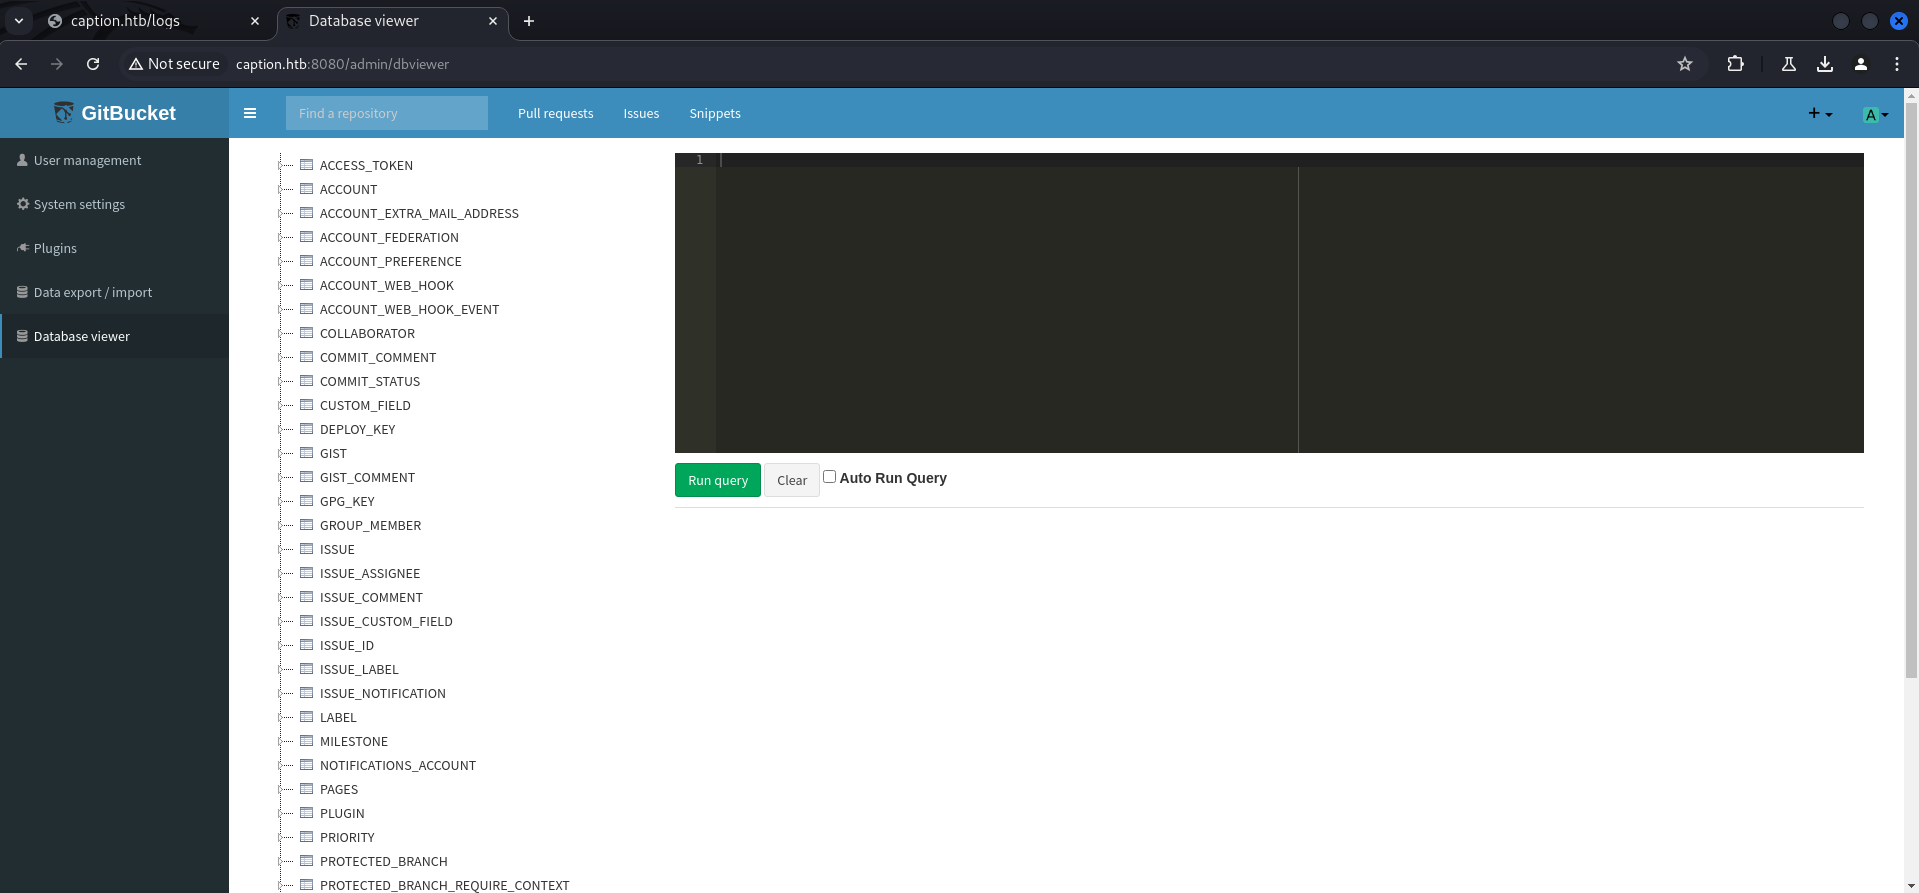 caption.htb/logs
Database viewer
Not secure
caption.htb:8080/admin/dbviewer
GitBucket
Find a repository
Pull requests
Issues
Snippets
A
User management
System settings
Plugins
Data export / import
Database viewer
ACCESS_TOKEN
ACCOUNT
ACCOUNT_EXTRA_MAIL_ADDRESS
ACCOUNT_FEDERATION
ACCOUNT_PREFERENCE
ACCOUNT_WEB_HOOK
ACCOUNT_WEB_HOOK_EVENT
COLLABORATOR
COMMIT_COMMENT
COMMIT_STATUS
CUSTOM_FIELD
DEPLOY_KEY
GIST
GIST_COMMENT
GPG_KEY
GROUP_MEMBER
ISSUE
ISSUE_ASSIGNEE
ISSUE_COMMENT
ISSUE_CUSTOM_FIELD
ISSUE_ID
ISSUE_LABEL
ISSUE_NOTIFICATION
LABEL
MILESTONE
NOTIFICATIONS_ACCOUNT
PAGES
PLUGIN
PRIORITY
PROTECTED_BRANCH
PROTECTED_BRANCH_REQUIRE_CONTEXT
1
Run query
Clear
Auto Run Query